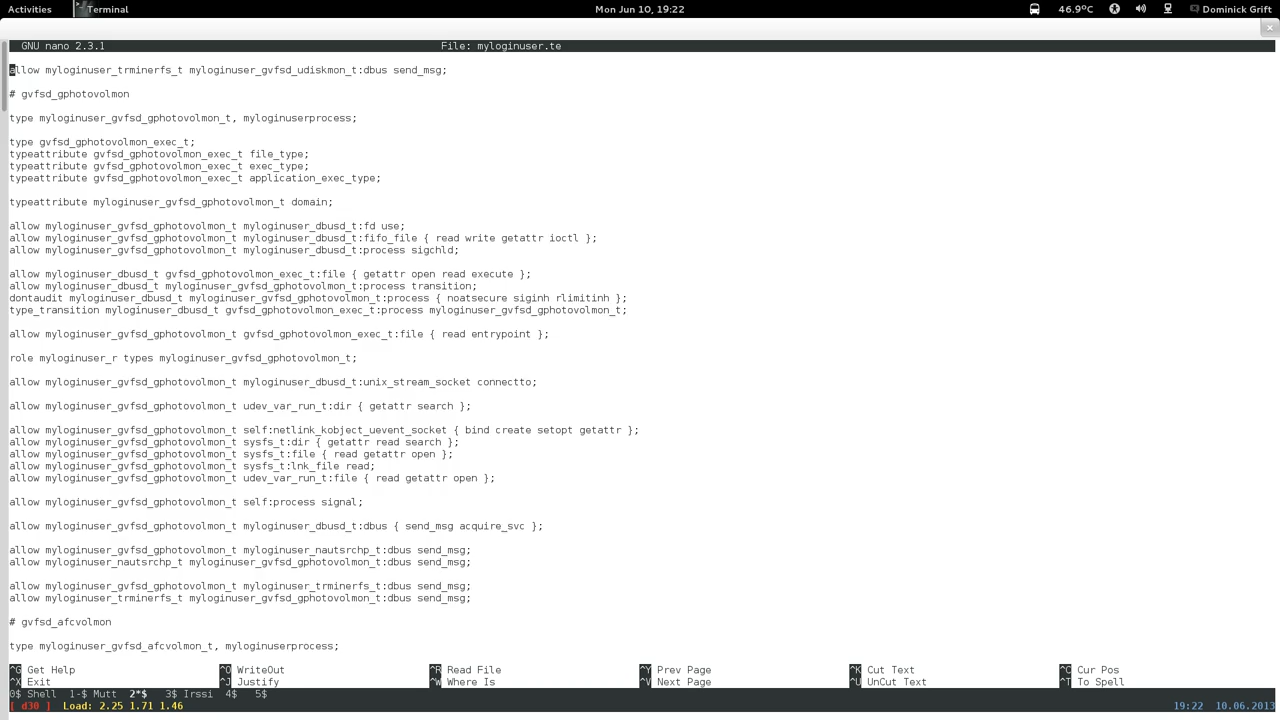 Activities Terminal Mon Jun 10, 19:22 46.9°C Dominick Grift
GNU nano 2.3.1 File: myloginuser.te
allow myloginuser_trminerfs_t myloginuser_gvfsd_udiskmon_t:dbus send_msg;
# gvfsd_gphotovolmon
type myloginuser_gvfsd_gphotovolmon_t, myloginuserprocess;
type gvfsd_gphotovolmon_exec_t;
typeattribute gvfsd_gphotovolmon_exec_t file_type;
typeattribute gvfsd_gphotovolmon_exec_t exec_type;
typeattribute gvfsd_gphotovolmon_exec_t application_exec_type;
typeattribute myloginuser_gvfsd_gphotovolmon_t domain;
allow myloginuser_gvfsd_gphotovolmon_t myloginuser_dbusd_t:fd use;
allow myloginuser_gvfsd_gphotovolmon_t myloginuser_dbusd_t:fifo_file { read write getattr ioctl };
allow myloginuser_gvfsd_gphotovolmon_t myloginuser_dbusd_t:process sigchld;
allow myloginuser_dbusd_t gvfsd_gphotovolmon_exec_t:file { getattr open read execute };
allow myloginuser_dbusd_t myloginuser_gvfsd_gphotovolmon_t:process transition;
dontaudit myloginuser_dbusd_t myloginuser_gvfsd_gphotovolmon_t:process { noatsecure siginh rlimitinh };
type_transition myloginuser_dbusd_t gvfsd_gphotovolmon_exec_t:process myloginuser_gvfsd_gphotovolmon_t;
allow myloginuser_gvfsd_gphotovolmon_t gvfsd_gphotovolmon_exec_t:file { read entrypoint };
role myloginuser_r types myloginuser_gvfsd_gphotovolmon_t;
allow myloginuser_gvfsd_gphotovolmon_t myloginuser_dbusd_t:unix_stream_socket connectto;
allow myloginuser_gvfsd_gphotovolmon_t udev_var_run_t:dir { getattr search };
allow myloginuser_gvfsd_gphotovolmon_t self:netlink_kobject_uevent_socket { bind create setopt getattr };
allow myloginuser_gvfsd_gphotovolmon_t sysfs_t:dir { getattr read search };
allow myloginuser_gvfsd_gphotovolmon_t sysfs_t:file { read getattr open };
allow myloginuser_gvfsd_gphotovolmon_t sysfs_t:lnk_file read;
allow myloginuser_gvfsd_gphotovolmon_t udev_var_run_t:file { read getattr open };
allow myloginuser_gvfsd_gphotovolmon_t self:process signal;
allow myloginuser_gvfsd_gphotovolmon_t myloginuser_dbusd_t:dbus { send_msg acquire_svc };
allow myloginuser_gvfsd_gphotovolmon_t myloginuser_nautsrchp_t:dbus send_msg;
allow myloginuser_nautsrchp_t myloginuser_gvfsd_gphotovolmon_t:dbus send_msg;
allow myloginuser_gvfsd_gphotovolmon_t myloginuser_trminerfs_t:dbus send_msg;
allow myloginuser_trminerfs_t myloginuser_gvfsd_gphotovolmon_t:dbus send_msg;
# gvfsd_afcvolmon
type myloginuser_gvfsd_afcvolmon_t, myloginuserprocess;
^G Get Help ^O WriteOut ^R Read File ^Y Prev Page ^K Cut Text ^C Cur Pos
^X Exit ^J Justify ^W Where Is ^V Next Page ^U UnCut Text ^T To Spell
0$ Shell 1-$ Mutt 2*$ 3$ Irssi 4$ 5$
[ d30 ] Load: 2.25 1.71 1.46 19:22 10.06.2013